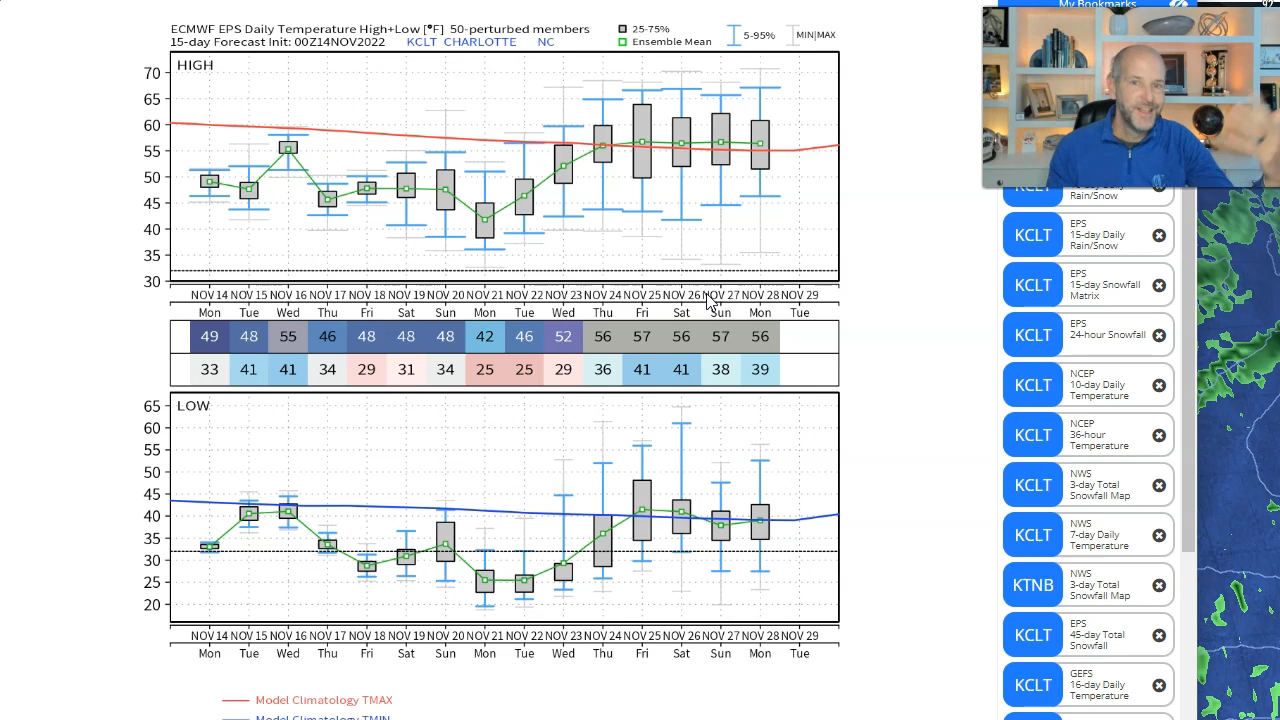 ECMWF EPS Daily Temperature High+Low [°F] 50-perturbed members
15-day Forecast Init: 00Z14NOV2022 KCLT CHARLOTTE NC
25-75%
Ensemble Mean
5-95%
MIN|MAX
HIGH
70
65
60
55
50
45
40
35
30
NOV 14 NOV 15 NOV 16 NOV 17 NOV 18 NOV 19 NOV 20 NOV 21 NOV 22 NOV 23 NOV 24 NOV 25 NOV 26 NOV 27 NOV 28 NOV 29
Mon Tue Wed Thu Fri Sat Sun Mon Tue Wed Thu Fri Sat Sun Mon Tue
49 48 55 46 48 48 48 42 46 52 56 57 56 57 56
33 41 41 34 29 31 34 25 25 29 36 41 41 38 39
LOW
65
60
55
50
45
40
35
30
25
20
NOV 14 NOV 15 NOV 16 NOV 17 NOV 18 NOV 19 NOV 20 NOV 21 NOV 22 NOV 23 NOV 24 NOV 25 NOV 26 NOV 27 NOV 28 NOV 29
Mon Tue Wed Thu Fri Sat Sun Mon Tue Wed Thu Fri Sat Sun Mon Tue
Model Climatology TMAX
Model Climatology TMIN
My Bookmarks
92
Rain/Snow
KCLT
EPS
15-day Daily
Rain/Snow
KCLT
EPS
15-day Snowfall
Matrix
KCLT
EPS
24-hour Snowfall
KCLT
NCEP
10-day Daily
Temperature
KCLT
NCEP
36-hour
Temperature
KCLT
NWS
3-day Total
Snowfall Map
KCLT
NWS
7-day Daily
Temperature
KTNB
NWS
3-day Total
Snowfall Map
KCLT
EPS
45-day Total
Snowfall
KCLT
GEFS
16-day Daily
Temperature